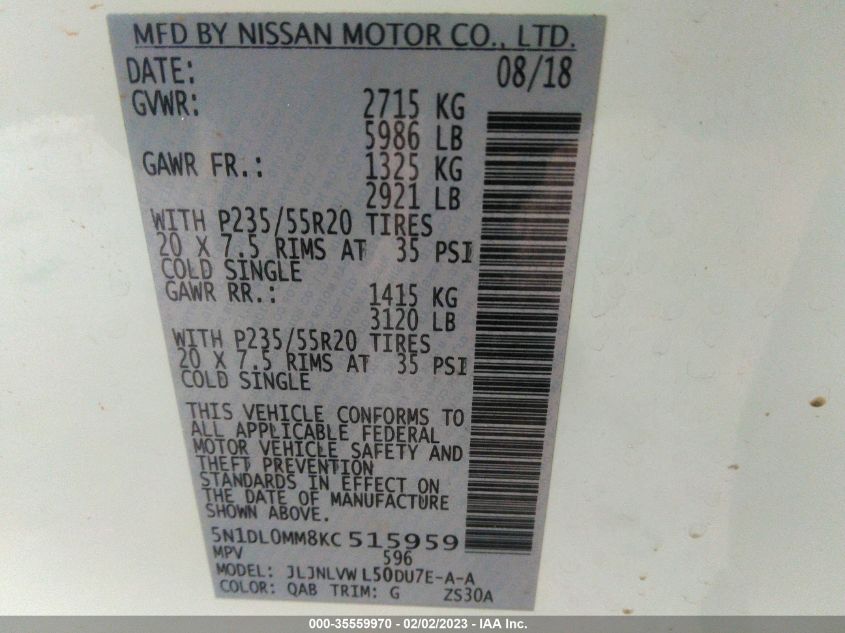 MFD BY NISSAN MOTOR CO., LTD.
DATE: 08/18
GVWR: 2715 KG
5986 LB
GAWR FR.: 1325 KG
2921 LB
WITH P235/55R20 TIRES
20 X 7.5 RIMS AT 35 PSI
COLD SINGLE
GAWR RR.: 1415 KG
3120 LB
WITH P235/55R20 TIRES
20 X 7.5 RIMS AT 35 PSI
COLD SINGLE
THIS VEHICLE CONFORMS TO
ALL APPLICABLE FEDERAL
MOTOR VEHICLE SAFETY AND
THEFT PREVENTION
STANDARDS IN EFFECT ON
THE DATE OF MANUFACTURE
SHOWN ABOVE.
5N1DL0MM8KC 515959
MPV 596
MODEL: JLJNLVW L50DU7E-A-A
COLOR: QAB TRIM: G ZS30A
000-35559970 - 02/02/2023 - IAA Inc.